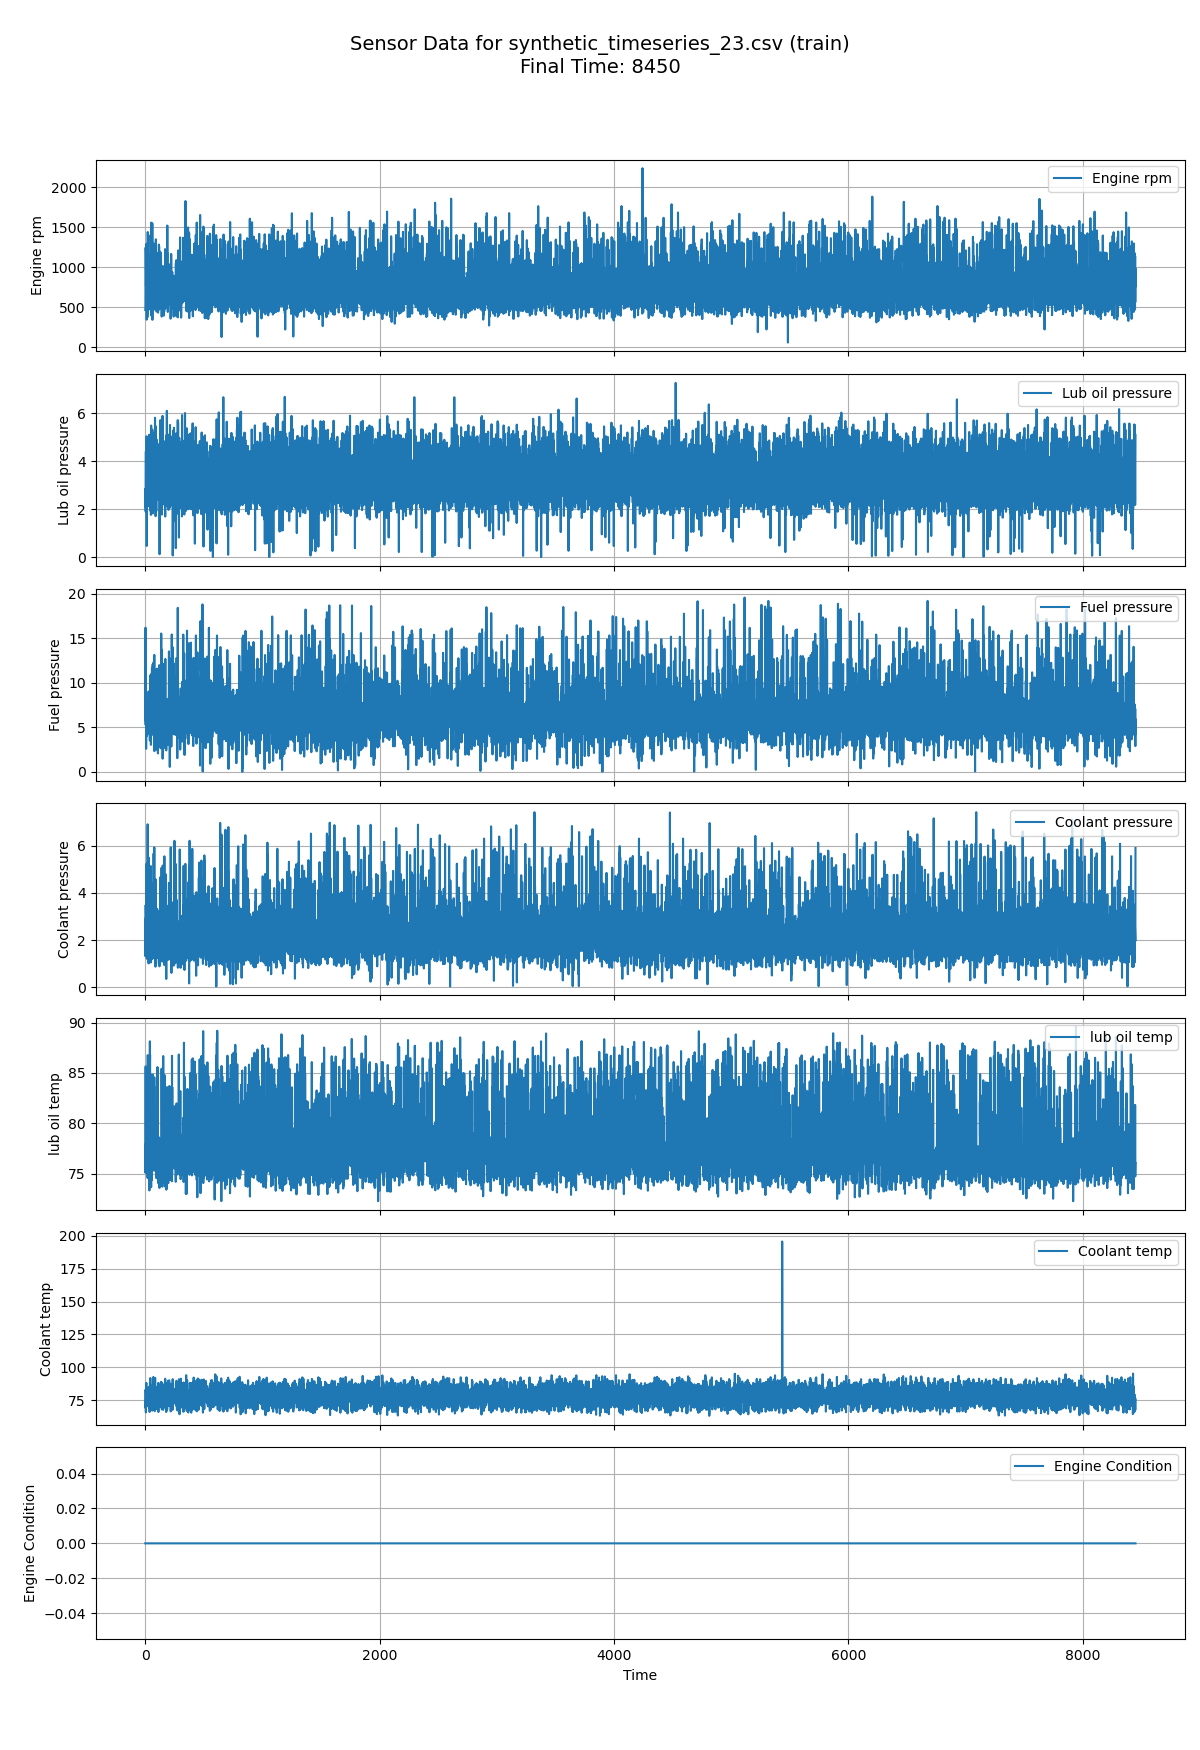 Sensor Data for synthetic_timeseries_23.csv (train)
Final Time: 8450
Engine rpm
2000
1500
1000
500
0
Engine rpm
Lub oil pressure
6
4
2
0
Lub oil pressure
Fuel pressure
20
15
10
5
0
Fuel pressure
Coolant pressure
6
4
2
0
Coolant pressure
lub oil temp
90
85
80
75
lub oil temp
Coolant temp
200
175
150
125
100
75
Coolant temp
Engine Condition
0.04
0.02
0.00
−0.02
−0.04
Engine Condition
0 2000 4000 6000 8000
Time